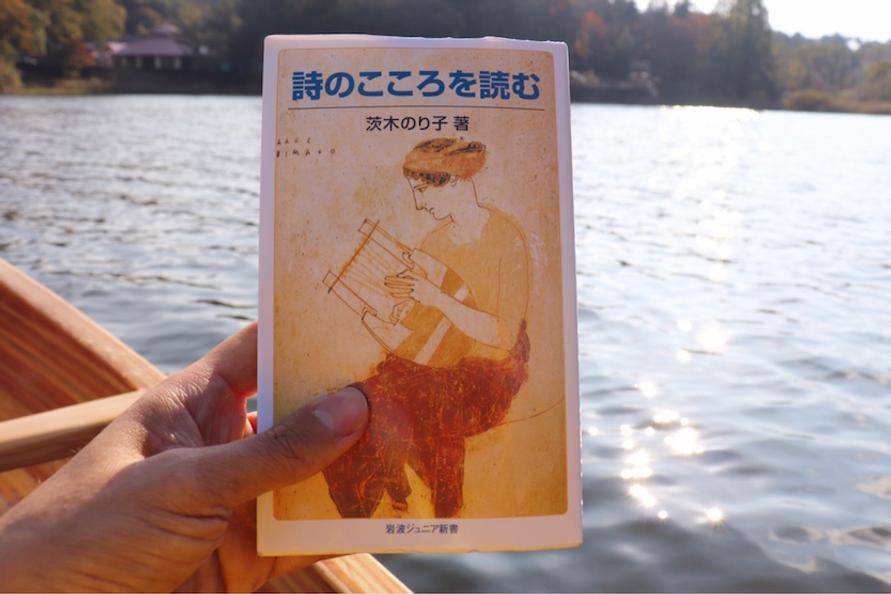 詩のこころを読む
茨木のり子 著
岩波ジュニア新書